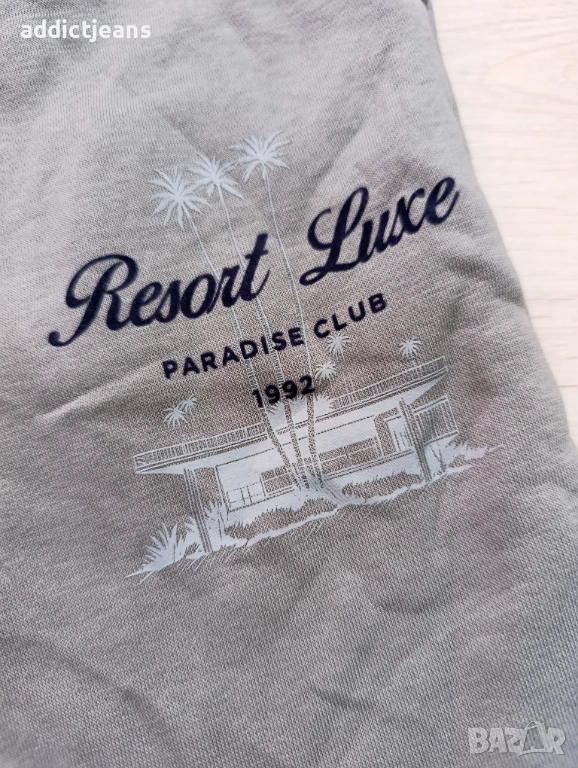 addictjeans
Resort Luxe
PARADISE CLUB
1992
BAZAR